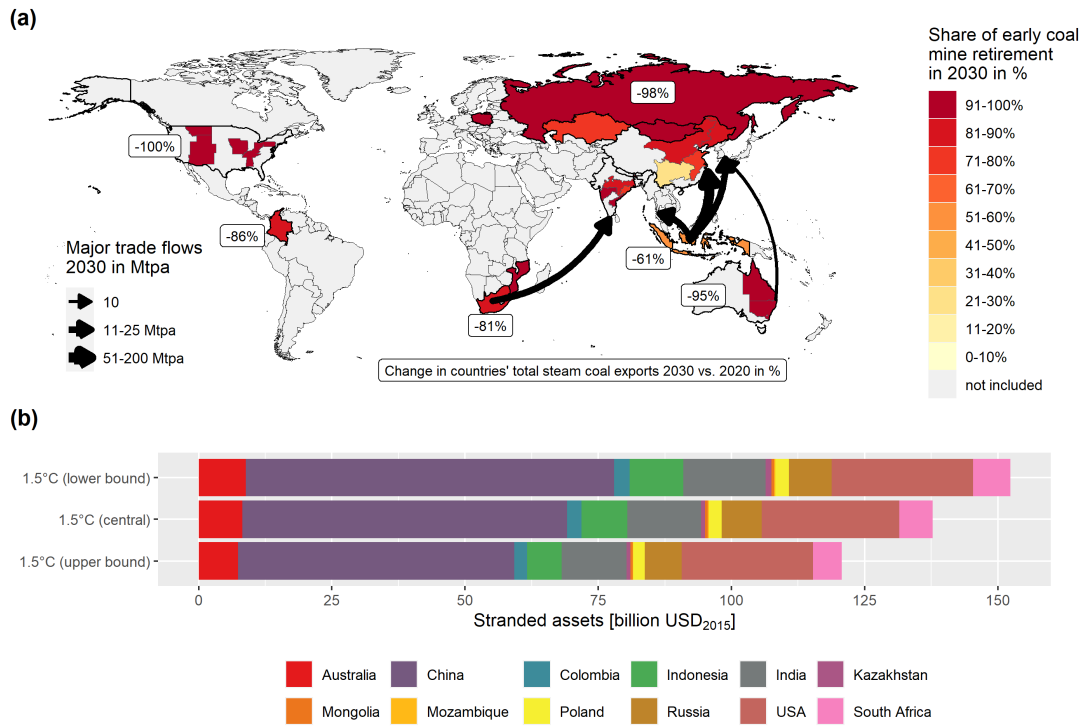 (a)
Share of early coal
mine retirement
in 2030 in %
91-100%
81-90%
71-80%
61-70%
51-60%
41-50%
31-40%
21-30%
11-20%
0-10%
not included
-98%
-100%
-86%
-61%
-95%
-81%
Major trade flows
2030 in Mtpa
10
11-25 Mtpa
51-200 Mtpa
Change in countries' total steam coal exports 2030 vs. 2020 in %
(b)
1.5°C (lower bound)
1.5°C (central)
1.5°C (upper bound)
0 25 50 75 100 125 150
Stranded assets [billion USD2015]
Australia China Colombia Indonesia India Kazakhstan
Mongolia Mozambique Poland Russia USA South Africa